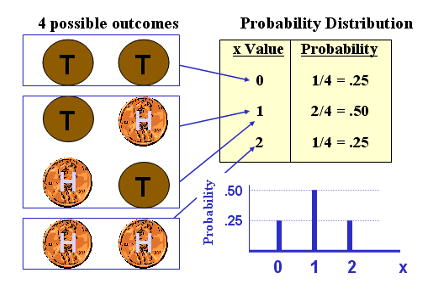 4 possible outcomes
Probability Distribution
T T
T H
H T
H H
x Value Probability
0 1/4 = .25
1 2/4 = .50
2 1/4 = .25
Probability
.50
.25
0 1 2 x